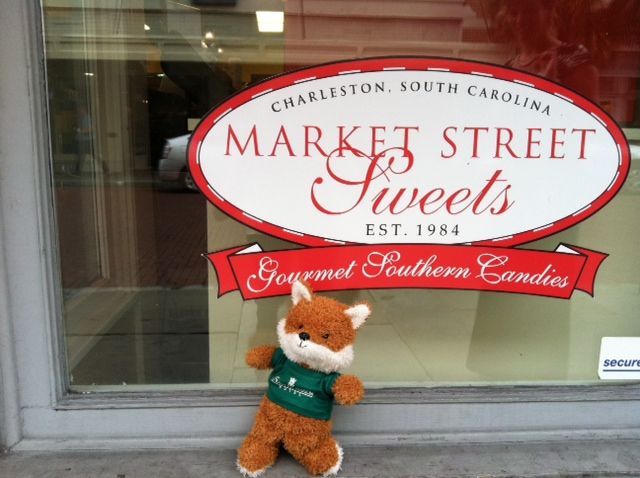 CHARLESTON, SOUTH CAROLINA
MARKET STREET
Sweets
EST. 1984
Gourmet Southern Candies
secure